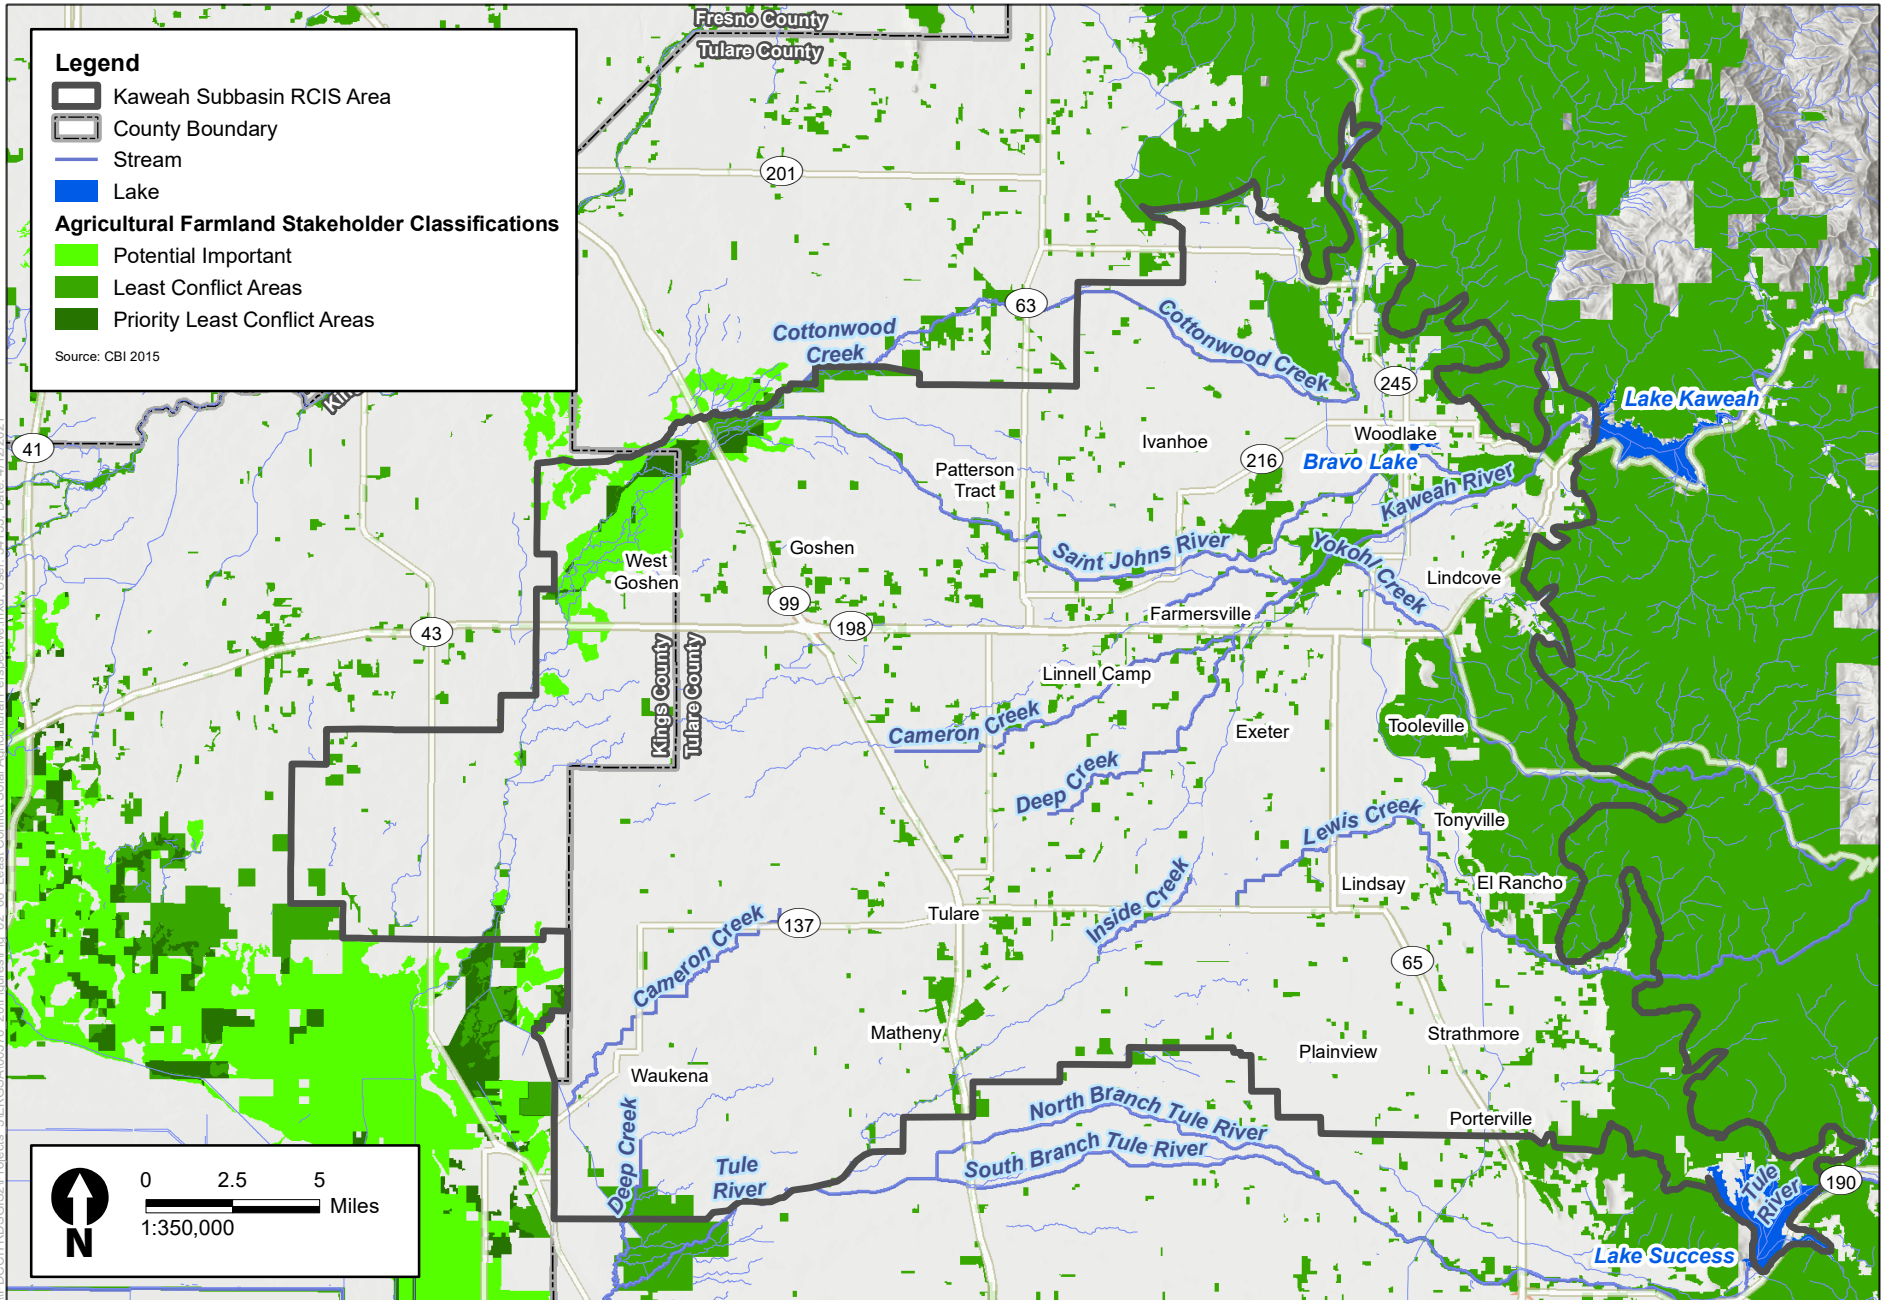 Legend
Kaweah Subbasin RCIS Area
County Boundary
Stream
Lake
Agricultural Farmland Stakeholder Classifications
Potential Important
Least Conflict Areas
Priority Least Conflict Areas
Source: CBI 2015
Fresno County
Tulare County
201
63
Cottonwood
Creek
Cottonwood Creek
245
Lake Kaweah
41
Ivanhoe
Woodlake
216
Bravo Lake
Patterson
Tract
Kaweah River
Goshen
West
Goshen
Saint Johns River
Yokohl Creek
Lindcove
99
Farmersville
43
198
Kings County
Tulare County
Linnell Camp
Cameron Creek
Exeter
Tooleville
Deep Creek
Lewis Creek
Tonyville
Lindsay
El Rancho
Inside Creek
Tulare
137
Cameron Creek
65
Matheny
Strathmore
Plainview
Waukena
North Branch Tule River
Porterville
Deep Creek
South Branch Tule River
Tule
River
Tule
River
190
Lake Success
0
2.5
5
Miles
1:350,000
N